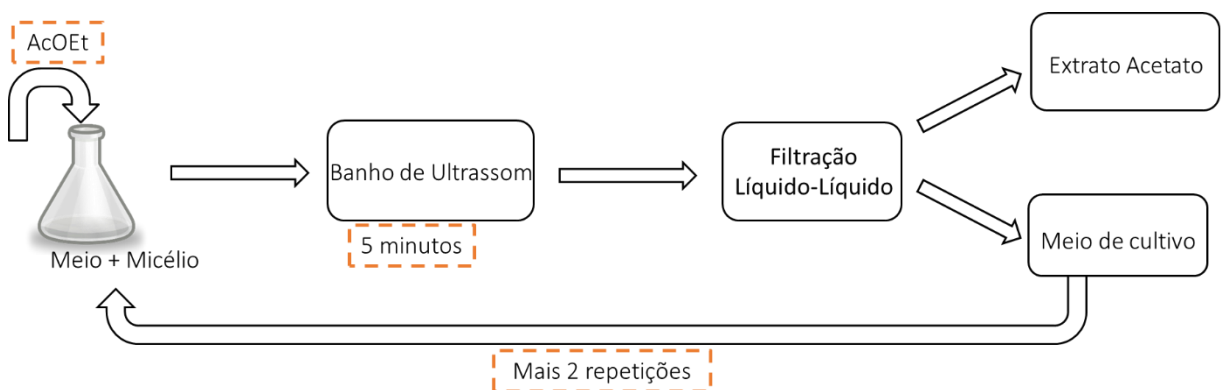 AcOEt
Meio + Micélio
Banho de Ultrassom
5 minutos
Filtração
Líquido-Líquido
Extrato Acetato
Meio de cultivo
Mais 2 repetições